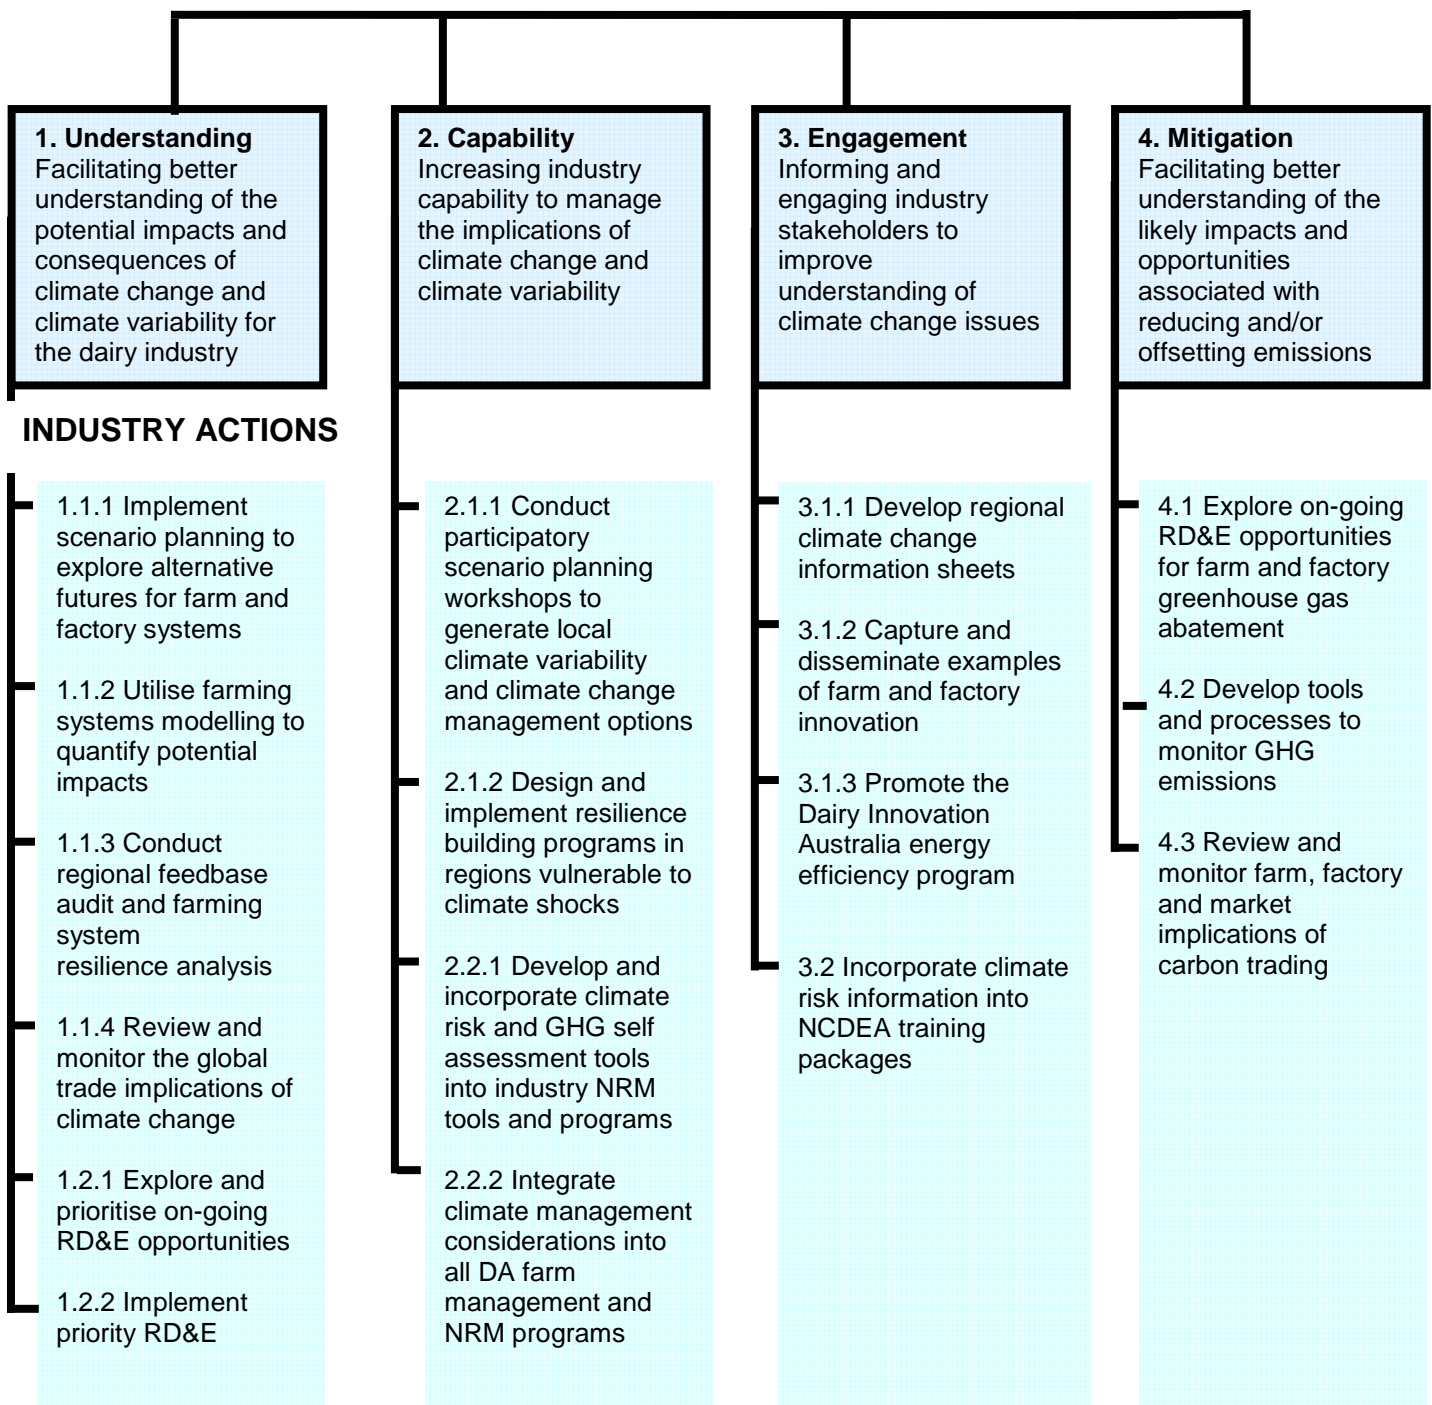 1. Understanding
Facilitating better
understanding of the
potential impacts and
consequences of
climate change and
climate variability for
the dairy industry
2. Capability
Increasing industry
capability to manage
the implications of
climate change and
climate variability
3. Engagement
Informing and
engaging industry
stakeholders to
improve
understanding of
climate change issues
4. Mitigation
Facilitating better
understanding of the
likely impacts and
opportunities
associated with
reducing and/or
offsetting emissions
INDUSTRY ACTIONS
1.1.1 Implement
scenario planning to
explore alternative
futures for farm and
factory systems
1.1.2 Utilise farming
systems modelling to
quantify potential
impacts
1.1.3 Conduct
regional feedbase
audit and farming
system
resilience analysis
1.1.4 Review and
monitor the global
trade implications of
climate change
1.2.1 Explore and
prioritise on-going
RD&E opportunities
1.2.2 Implement
priority RD&E
2.1.1 Conduct
participatory
scenario planning
workshops to
generate local
climate variability
and climate change
management options
2.1.2 Design and
implement resilience
building programs in
regions vulnerable to
climate shocks
2.2.1 Develop and
incorporate climate
risk and GHG self
assessment tools
into industry NRM
tools and programs
2.2.2 Integrate
climate management
considerations into
all DA farm
management and
NRM programs
3.1.1 Develop regional
climate change
information sheets
3.1.2 Capture and
disseminate examples
of farm and factory
innovation
3.1.3 Promote the
Dairy Innovation
Australia energy
efficiency program
3.2 Incorporate climate
risk information into
NCDEA training
packages
4.1 Explore on-going
RD&E opportunities
for farm and factory
greenhouse gas
abatement
4.2 Develop tools
and processes to
monitor GHG
emissions
4.3 Review and
monitor farm, factory
and market
implications of
carbon trading